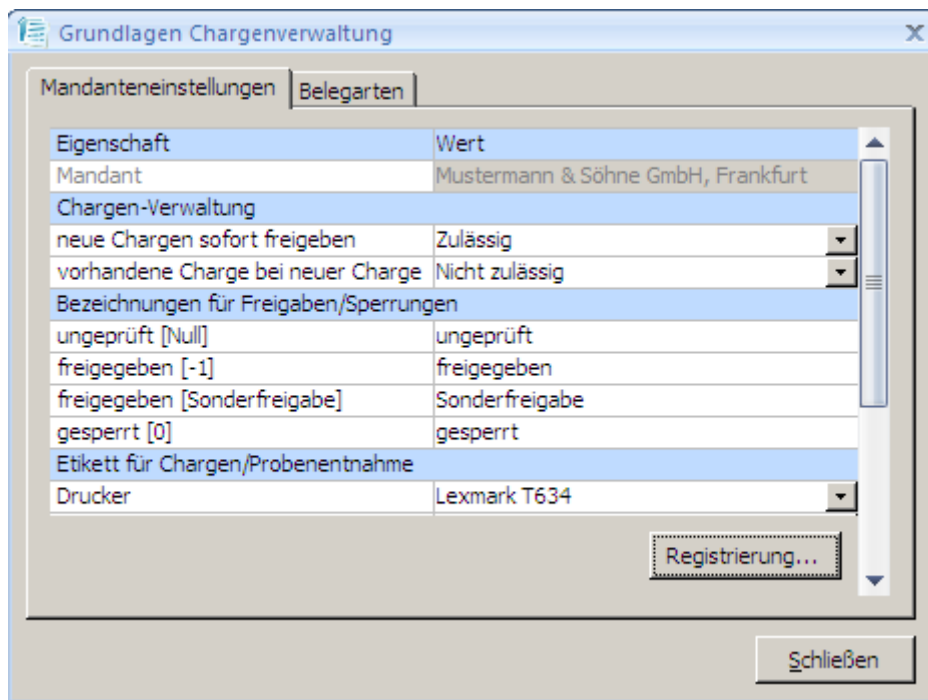 Grundlagen Chargenverwaltung
Mandanteneinstellungen Belegarten
Eigenschaft Wert
Mandant Mustermann & Söhne GmbH, Frankfurt
Chargen-Verwaltung
neue Chargen sofort freigeben Zulässig
vorhandene Charge bei neuer Charge Nicht zulässig
Bezeichnungen für Freigaben/Sperrungen
ungeprüft [Null] ungeprüft
freigegeben [-1] freigegeben
freigegeben [Sonderfreigabe] Sonderfreigabe
gesperrt [0] gesperrt
Etikett für Chargen/Probenentnahme
Drucker Lexmark T634
Registrierung...
Schließen